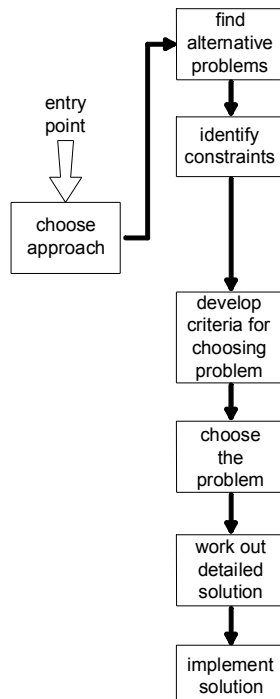 entry
point
choose
approach
find
alternative
problems
identify
constraints
develop
criteria for
choosing
problem
choose
the
problem
work out
detailed
solution
implement
solution